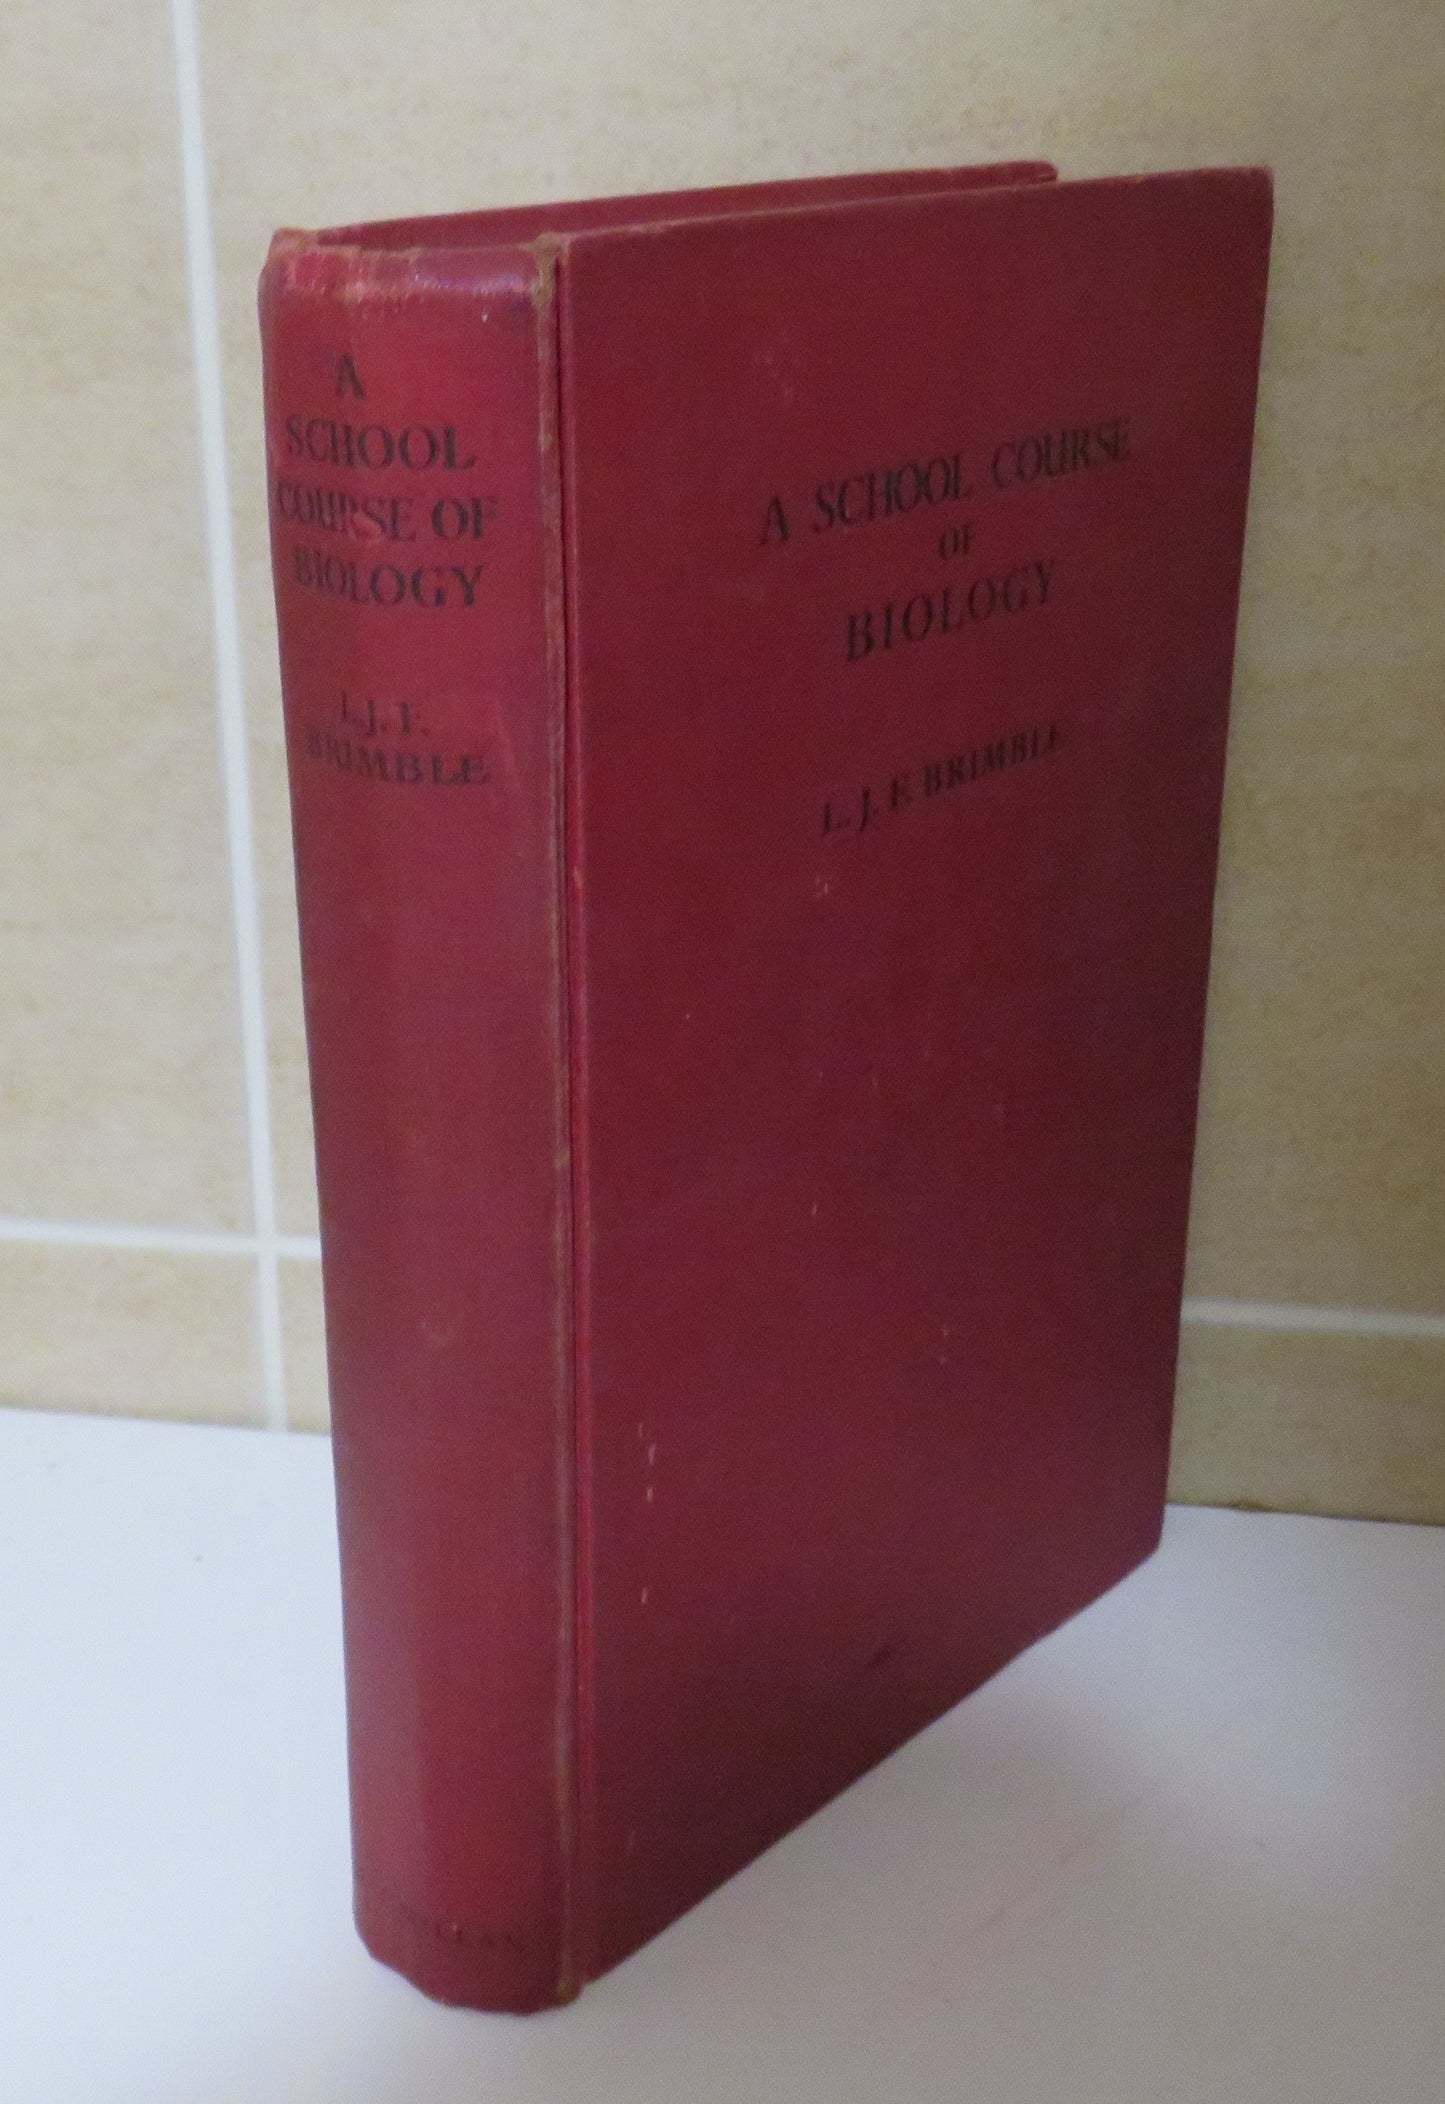 A
SCHOOL
COURSE OF
BIOLOGY
L. J. F.
BRIMBLE
A SCHOOL COURSE
OF
BIOLOGY
L. J. F. BRIMBLE